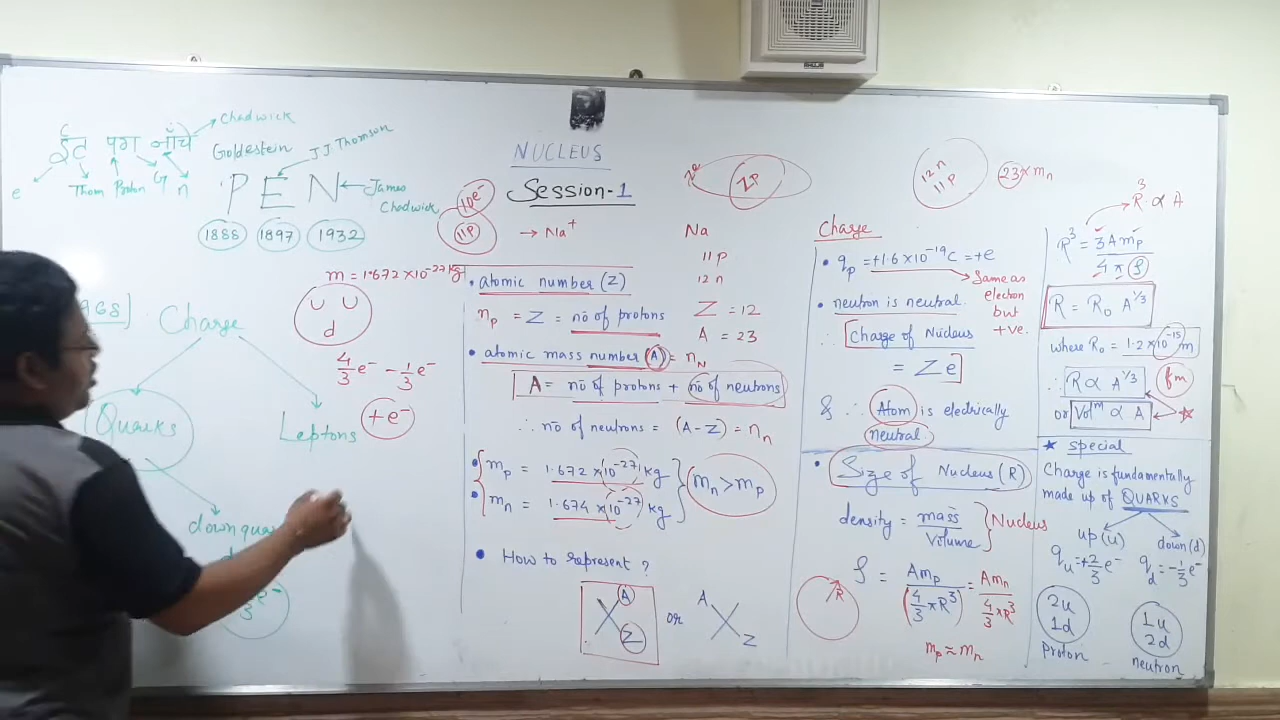 ईंट पग नाँचे
Chadwick
e Thom Proton G n
Goldestein J.J. Thomson
PEN
James
Chadwick
1888 1897 1932
m = 1.672 × 10⁻²⁷ kg
U U
d
4/3 e⁻ - 1/3 e⁻
+e⁻
968
Charge
Quarks
Leptons
NUCLEUS
Session-1
10e⁻
11P
→ Na⁺
• atomic number (Z)
nₚ = Z = no of protons
• atomic mass number (A) = n_N
A = no of protons + no of neutrons
∴ no of neutrons = (A-Z) = nₙ
• mₚ = 1.672 × 10⁻²⁷ kg
• mₙ = 1.674 × 10⁻²⁷ kg
mₙ > mₚ
• How to represent ?
X A Z or A X Z
ZP
Na
11 p
12 n
Z = 12
A = 23
12 n
11 p
23 × mₙ
Charge
• qₚ = +1.6 × 10⁻¹⁹ C = +e
Same as
electron
but
+ve.
• neutron is neutral.
∴ Charge of Nucleus
= Ze
& ∴ Atom is electrically
neutral.
• Size of Nucleus (R)
density = mass / Volume } Nucleus
R
ρ = Amₚ / (4/3 πR³) = Amₙ / 4/3 πR³
mₚ ≈ mₙ
R³ ∝ A
R³ = 3Amₚ / 4πρ
R = R₀ A^1/3
where R₀ = 1.2 × 10⁻¹⁵ m
fm
∴ R ∝ A^1/3
or Volᵐ ∝ A
★ special
Charge is fundamentally
made up of QUARKS
up(u) down(d)
q_u = +2/3 e⁻ q_d = -1/3 e⁻
2u
1d
Proton
1u
2d
neutron